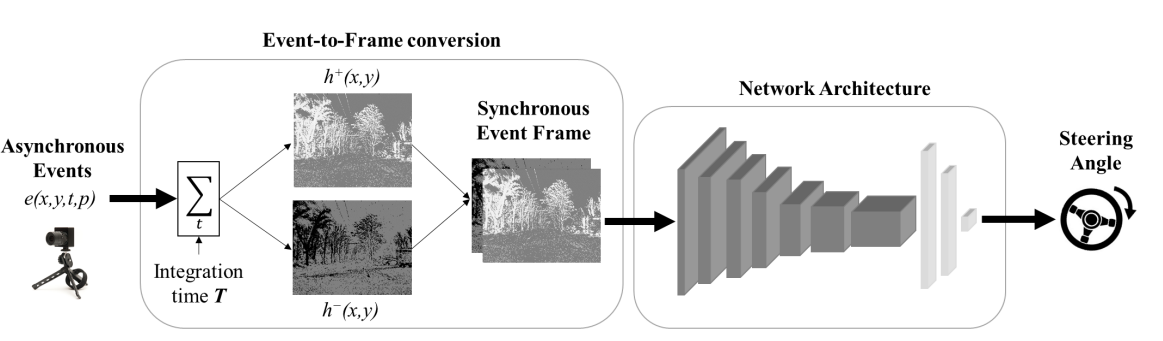 Event-to-Frame conversion
Asynchronous
Events
e(x,y,t,p)
∑
t
Integration
time T
h⁺(x,y)
h⁻(x,y)
Synchronous
Event Frame
Network Architecture
Steering
Angle